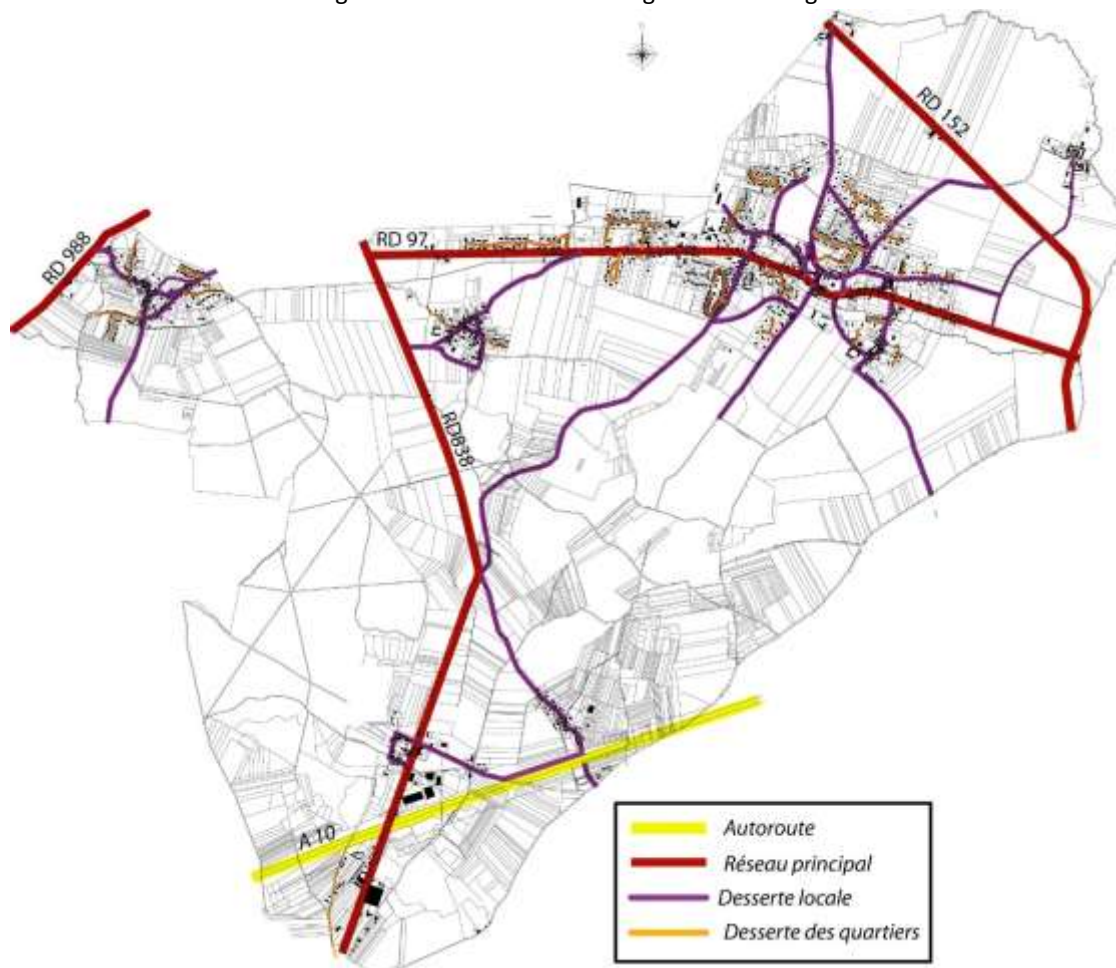 RD 152
RD 988
RD 97
RD838
A 10
Autoroute
Réseau principal
Desserte locale
Desserte des quartiers